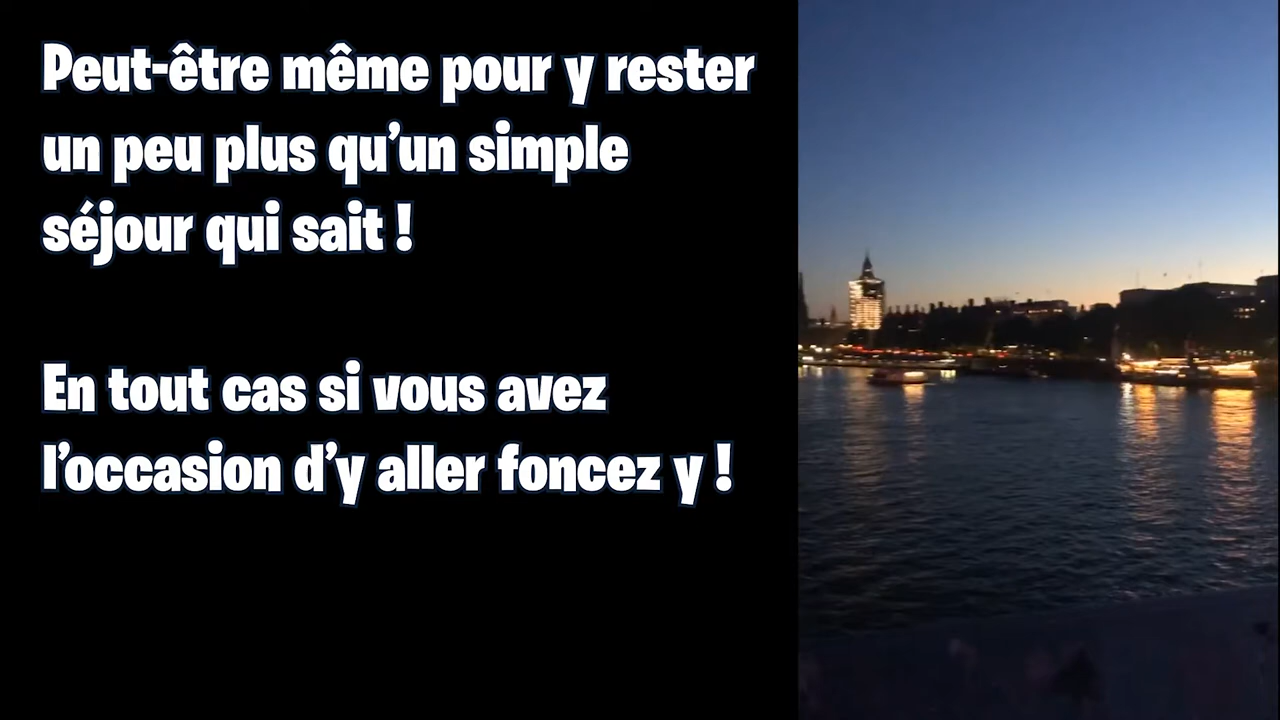 Peut-être même pour y rester
un peu plus qu’un simple
séjour qui sait !
En tout cas si vous avez
l’occasion d’y aller foncez y !